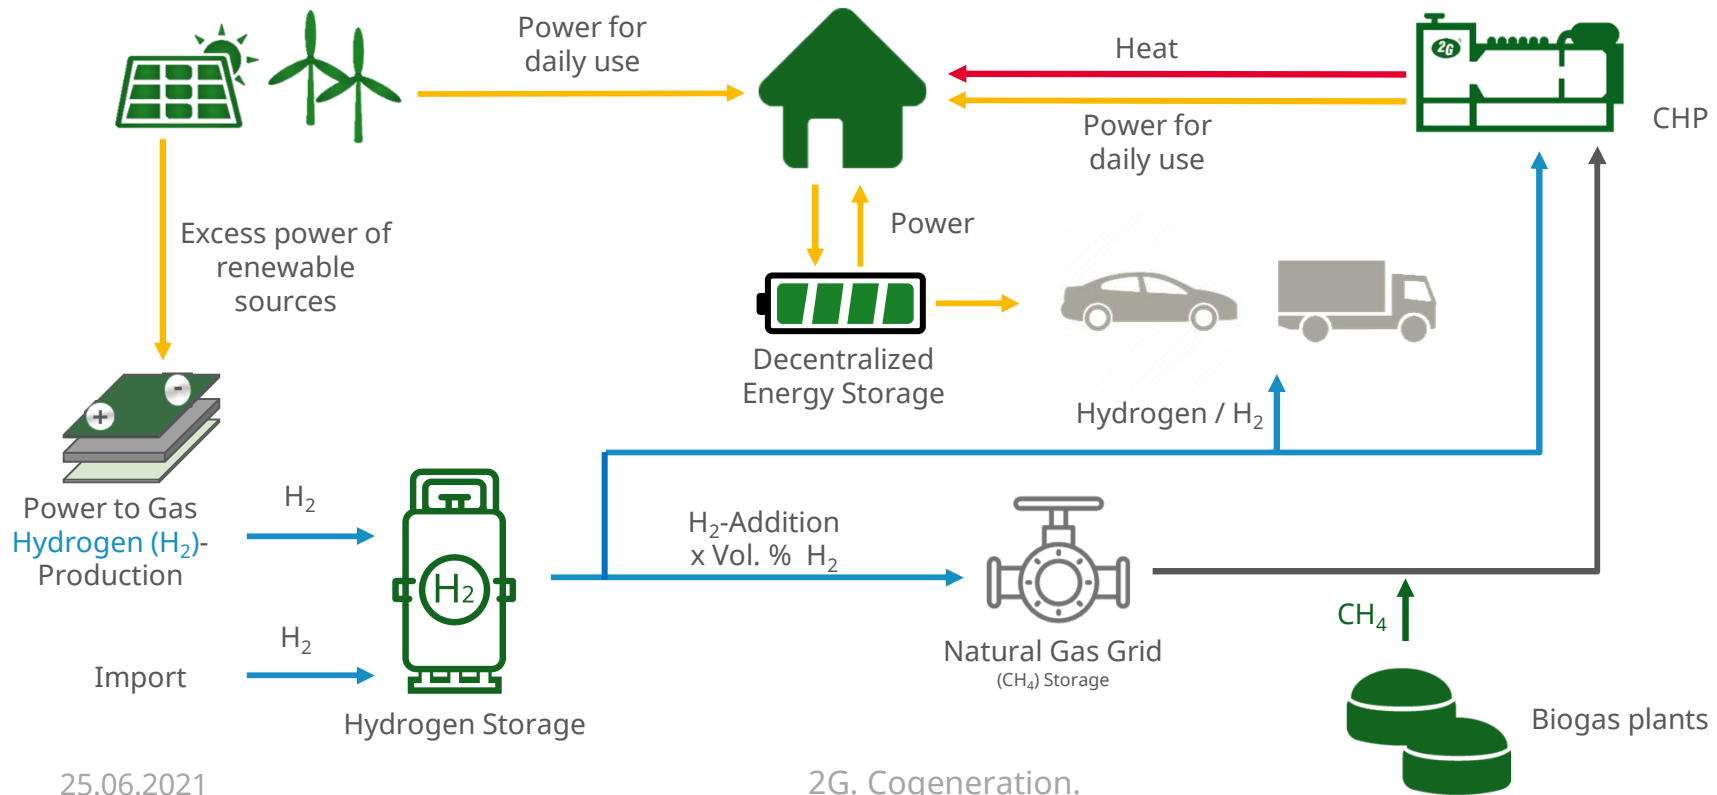 Power for
daily use
Heat
2G
Power for
daily use
CHP
Excess power of
renewable
sources
Power
Decentralized
Energy Storage
Hydrogen / H₂
+
-
Power to Gas
Hydrogen (H₂)-
Production
H₂
H₂-Addition
x Vol. % H₂
H₂
CH₄
Import
H₂
Natural Gas Grid
(CH₄) Storage
Hydrogen Storage
Biogas plants
25.06.2021
2G. Cogeneration.